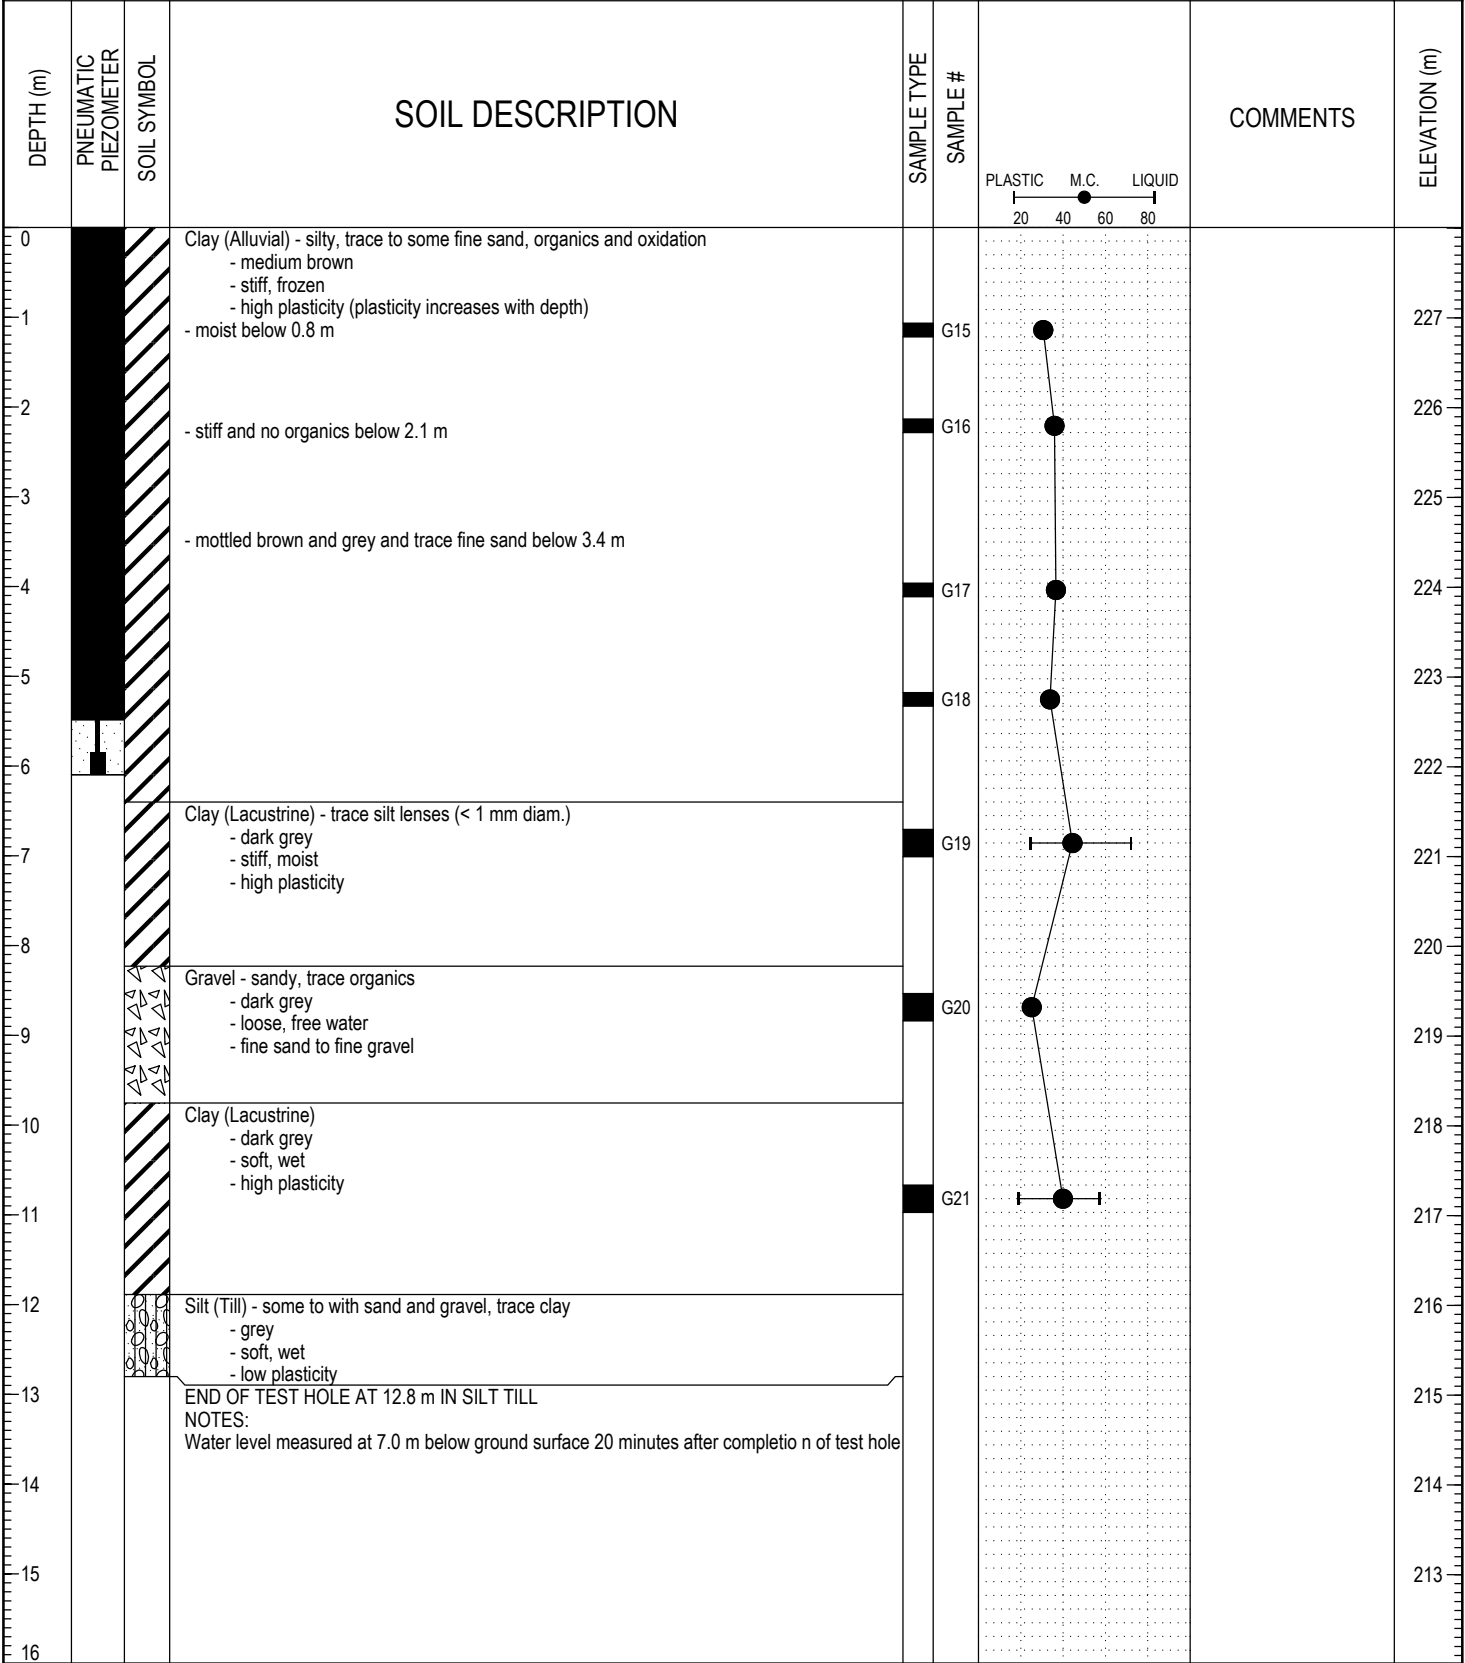 DEPTH (m)
PNEUMATIC
PIEZOMETER
SOIL SYMBOL
SOIL DESCRIPTION
SAMPLE TYPE
SAMPLE #
PLASTIC M.C. LIQUID
20 40 60 80
COMMENTS
ELEVATION (m)
0
Clay (Alluvial) - silty, trace to some fine sand, organics and oxidation
- medium brown
- stiff, frozen
- high plasticity (plasticity increases with depth)
1
227
- moist below 0.8 m
G15
2
226
- stiff and no organics below 2.1 m
G16
3
225
- mottled brown and grey and trace fine sand below 3.4 m
4
G17
224
5
223
G18
6
222
Clay (Lacustrine) - trace silt lenses (< 1 mm diam.)
- dark grey
G19
- stiff, moist
7
221
- high plasticity
8
220
Gravel - sandy, trace organics
- dark grey
G20
- loose, free water
9
219
- fine sand to fine gravel
Clay (Lacustrine)
10
218
- dark grey
- soft, wet
- high plasticity
G21
11
217
12
216
Silt (Till) - some to with sand and gravel, trace clay
- grey
- soft, wet
- low plasticity
13
215
END OF TEST HOLE AT 12.8 m IN SILT TILL
NOTES:
Water level measured at 7.0 m below ground surface 20 minutes after completio n of test hole
14
214
15
213
16